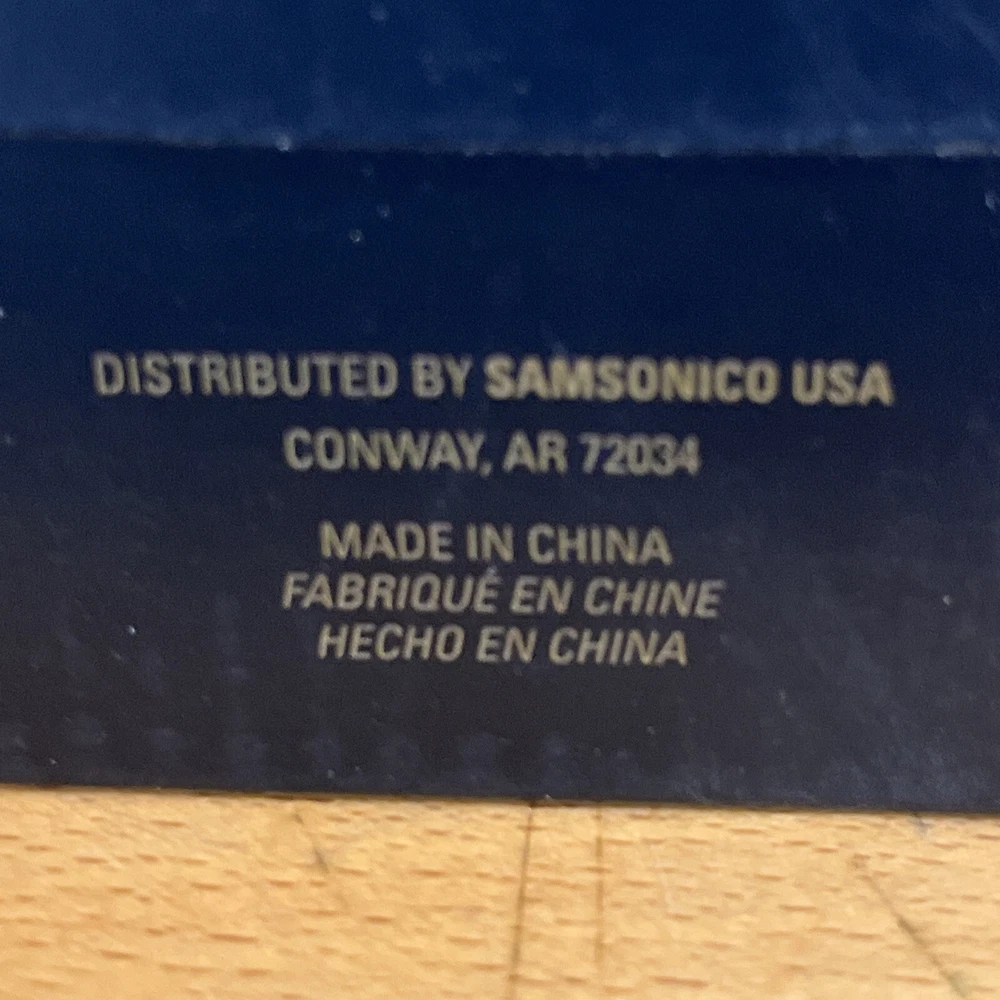 DISTRIBUTED BY SAMSONICO USA
CONWAY, AR 72034
MADE IN CHINA
FABRIQUÉ EN CHINE
HECHO EN CHINA